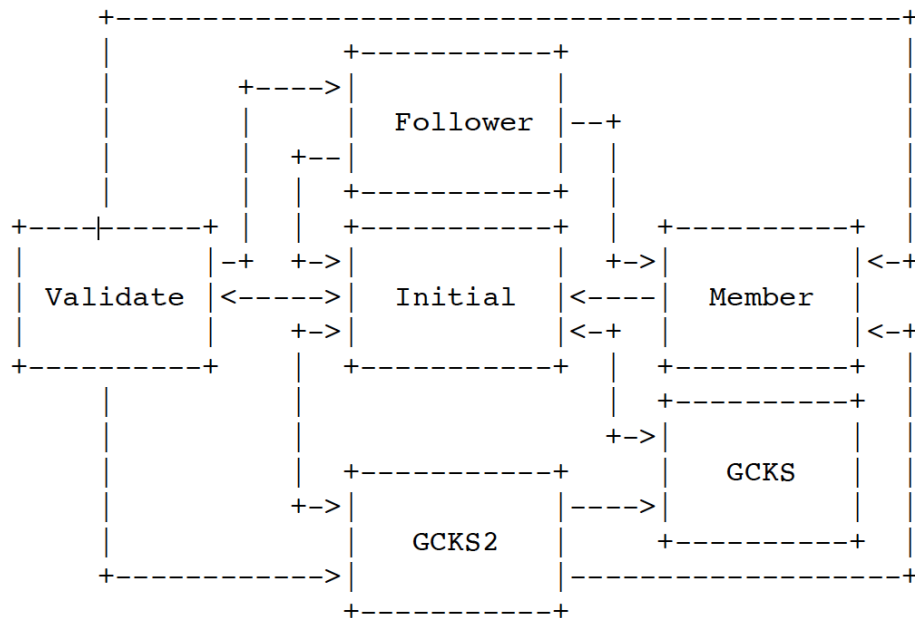 Follower
Validate
Initial
Member
GCKS
GCKS2